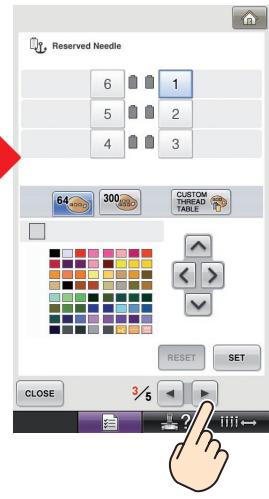 Reserved Needle
6 1
5 2
4 3
64 300 CUSTOM
THREAD
TABLE
RESET SET
CLOSE 3/5
?